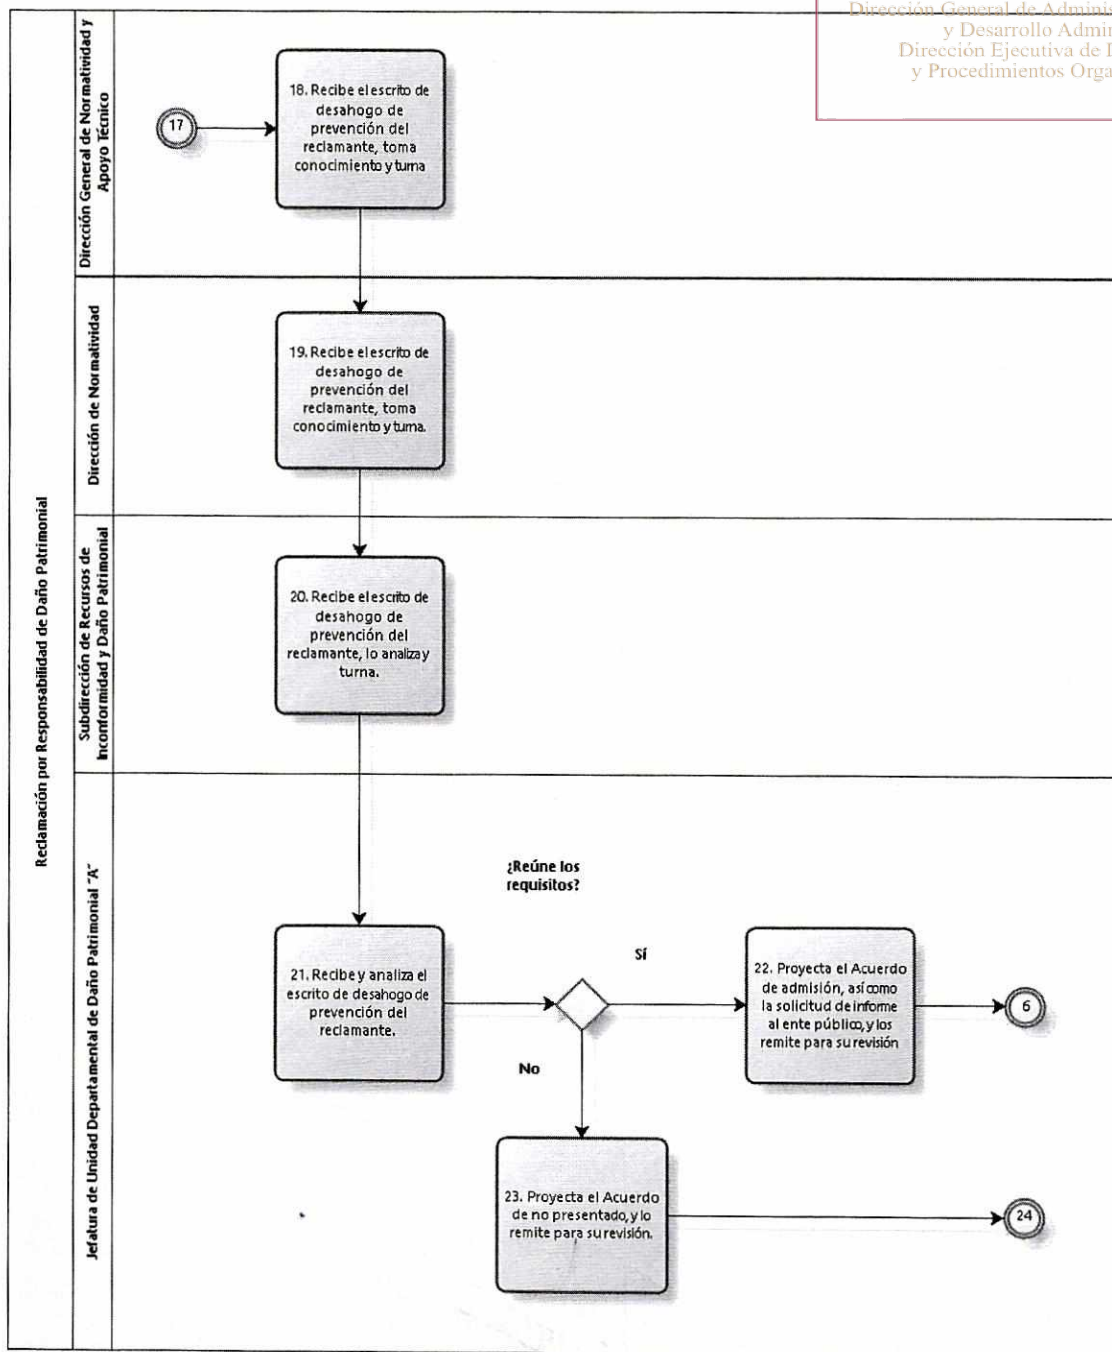 Dirección General de Adminis
y Desarrollo Admin
Dirección Ejecutiva de
y Procedimientos Orga
Reclamación por Responsabilidad de Daño Patrimonial
Dirección General de Normatividad y
Apoyo Técnico
17
18. Recibe el escrito de
desahogo de
prevención del
reclamante, toma
conocimiento y turna
Dirección de Normatividad
19. Recibe el escrito de
desahogo de
prevención del
reclamante, toma
conocimiento y turna.
Subdirección de Recursos de
Inconformidad y Daño Patrimonial
20. Recibe el escrito de
desahogo de
prevención del
reclamante, lo analiza y
turna.
Jefatura de Unidad Departamental de Daño Patrimonial "A"
21. Recibe y analiza el
escrito de desahogo de
prevención del
reclamante.
¿Reúne los
requisitos?
Sí
22. Proyecta el Acuerdo
de admisión, así como
la solicitud de informe
al ente público, y los
remite para su revisión
6
No
23. Proyecta el Acuerdo
de no presentado, y lo
remite para su revisión.
24